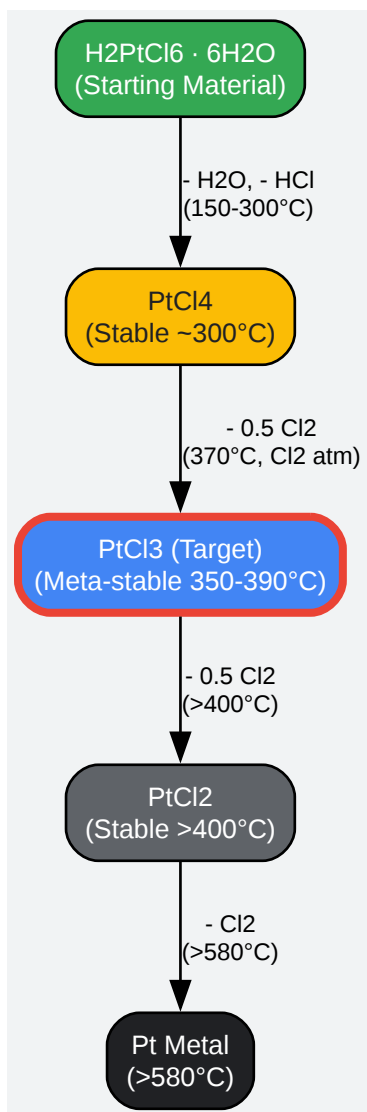 H2PtCl6 · 6H2O
(Starting Material)
- H2O, - HCl
(150-300°C)
PtCl4
(Stable ~300°C)
- 0.5 Cl2
(370°C, Cl2 atm)
PtCl3 (Target)
(Meta-stable 350-390°C)
- 0.5 Cl2
(>400°C)
PtCl2
(Stable >400°C)
- Cl2
(>580°C)
Pt Metal
(>580°C)